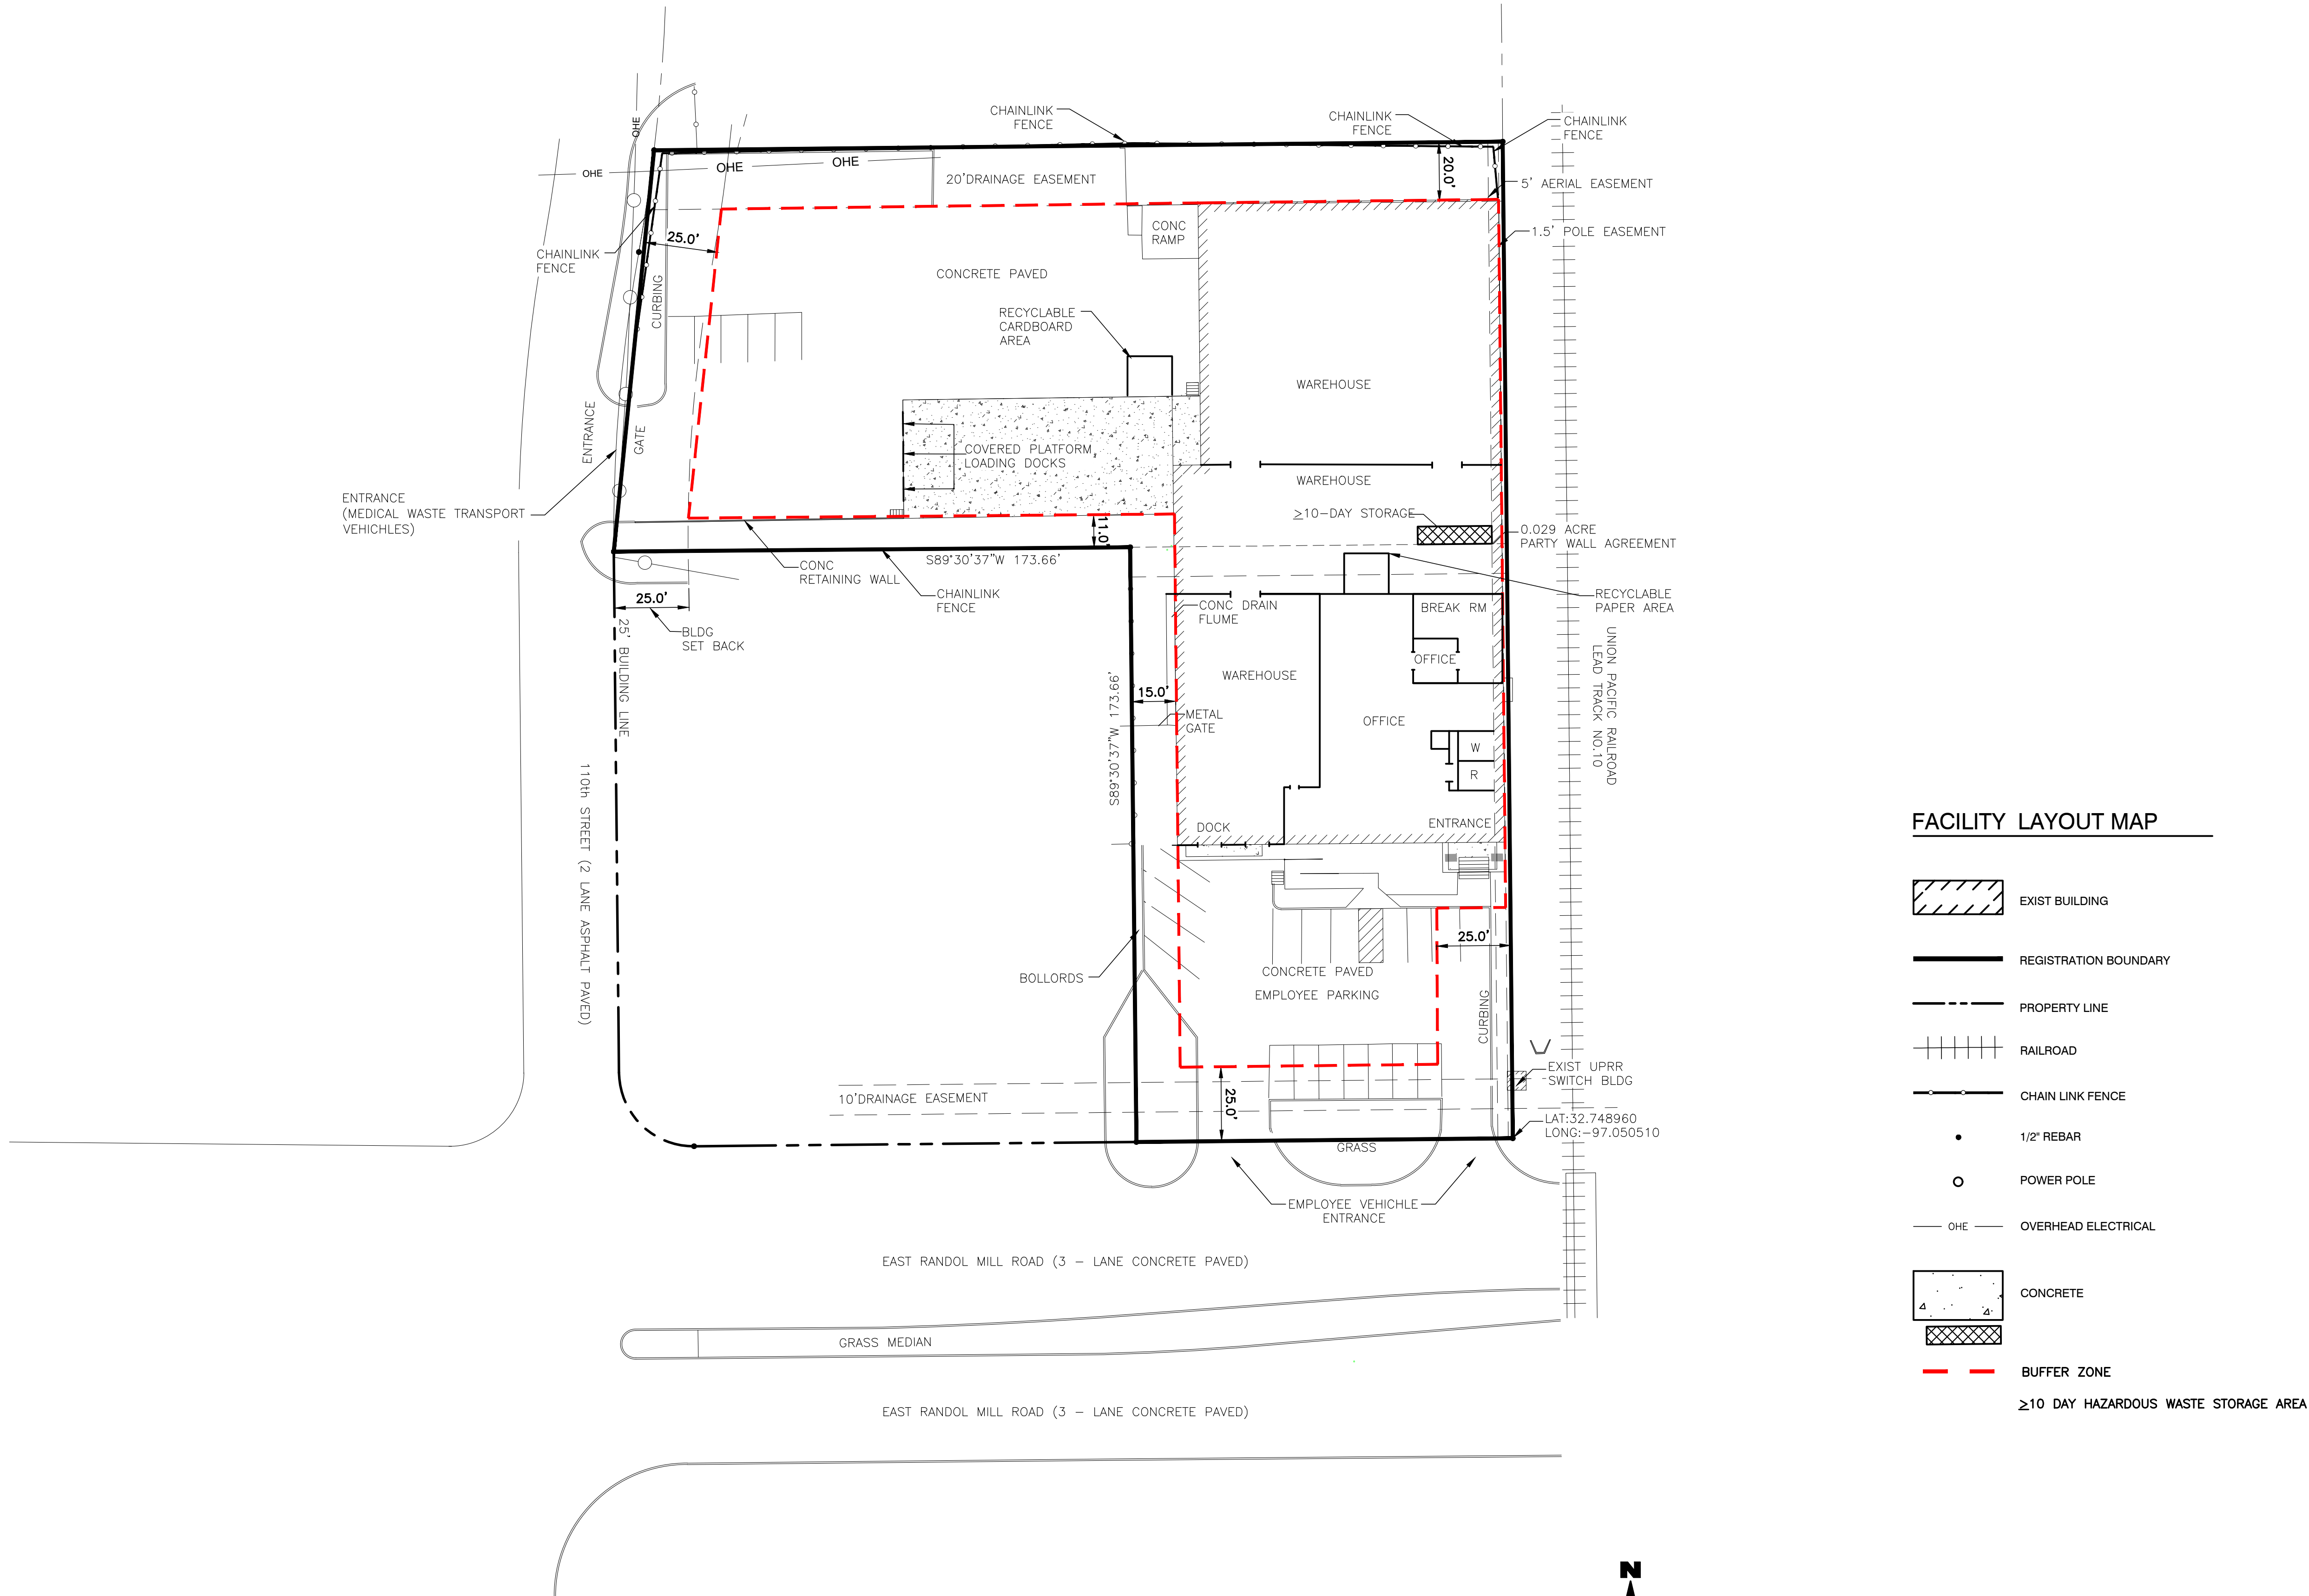 CHAINLINK
FENCE
CHAINLINK
FENCE
CHAINLINK
FENCE
OHE
OHE
OHE
OHE
20'DRAINAGE EASEMENT
20.0'
5' AERIAL EASEMENT
CONC
RAMP
1.5' POLE EASEMENT
25.0'
CHAINLINK
FENCE
CURBING
CONCRETE PAVED
RECYCLABLE
CARDBOARD
AREA
WAREHOUSE
ENTRANCE
GATE
COVERED PLATFORM
LOADING DOCKS
WAREHOUSE
ENTRANCE
(MEDICAL WASTE TRANSPORT
VEHICHLES)
≥10-DAY STORAGE
11.0'
0.029 ACRE
PARTY WALL AGREEMENT
S89°30'37"W 173.66'
CONC
RETAINING WALL
CHAINLINK
FENCE
25.0'
BLDG
SET BACK
25' BUILDING LINE
CONC DRAIN
FLUME
BREAK RM
RECYCLABLE
PAPER AREA
OFFICE
WAREHOUSE
UNION PACIFIC RAILROAD
LEAD TRACK NO.10
S89°30'37"W 173.66'
15.0'
METAL
GATE
OFFICE
W
R
110th STREET (2 LANE ASPHALT PAVED)
DOCK
ENTRANCE
25.0'
BOLLORDS
CONCRETE PAVED
EMPLOYEE PARKING
CURBING
EXIST UPRR
SWITCH BLDG
10'DRAINAGE EASEMENT
25.0'
LAT:32.748960
LONG:-97.050510
GRASS
EMPLOYEE VEHICHLE
ENTRANCE
EAST RANDOL MILL ROAD (3 - LANE CONCRETE PAVED)
GRASS MEDIAN
EAST RANDOL MILL ROAD (3 - LANE CONCRETE PAVED)
N
FACILITY LAYOUT MAP
EXIST BUILDING
REGISTRATION BOUNDARY
PROPERTY LINE
RAILROAD
CHAIN LINK FENCE
1/2" REBAR
POWER POLE
OHE
OVERHEAD ELECTRICAL
CONCRETE
BUFFER ZONE
≥10 DAY HAZARDOUS WASTE STORAGE AREA